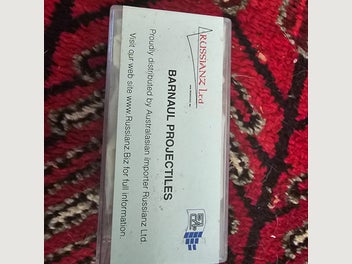 RUSSIANZ Ltd
BARNAUL PROJECTILES
Proudly distributed by Australasian importer Russianz Ltd.
Visit our web site www.Russianz.Biz for full information.